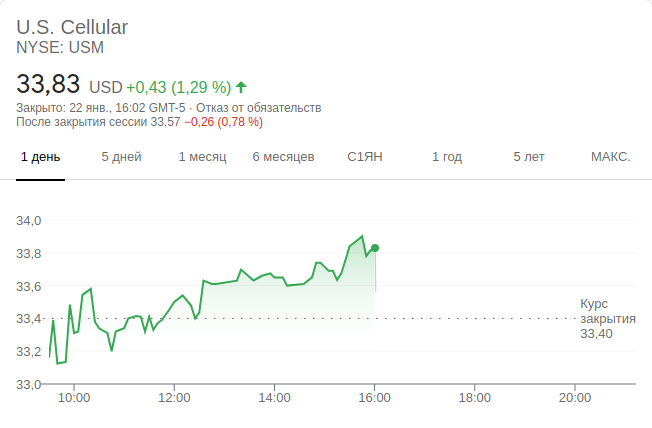 U.S. Cellular
NYSE: USM
33,83 USD +0,43 (1,29 %)
Закрыто: 22 янв., 16:02 GMT-5 · Отказ от обязательств
После закрытия сессии 33,57 −0,26 (0,78 %)
1 день 5 дней 1 месяц 6 месяцев С1ЯН 1 год 5 лет МАКС.
34,0
33,8
33,6
33,4
33,2
33,0
Курс
закрытия
33,40
10:00 12:00 14:00 16:00 18:00 20:00